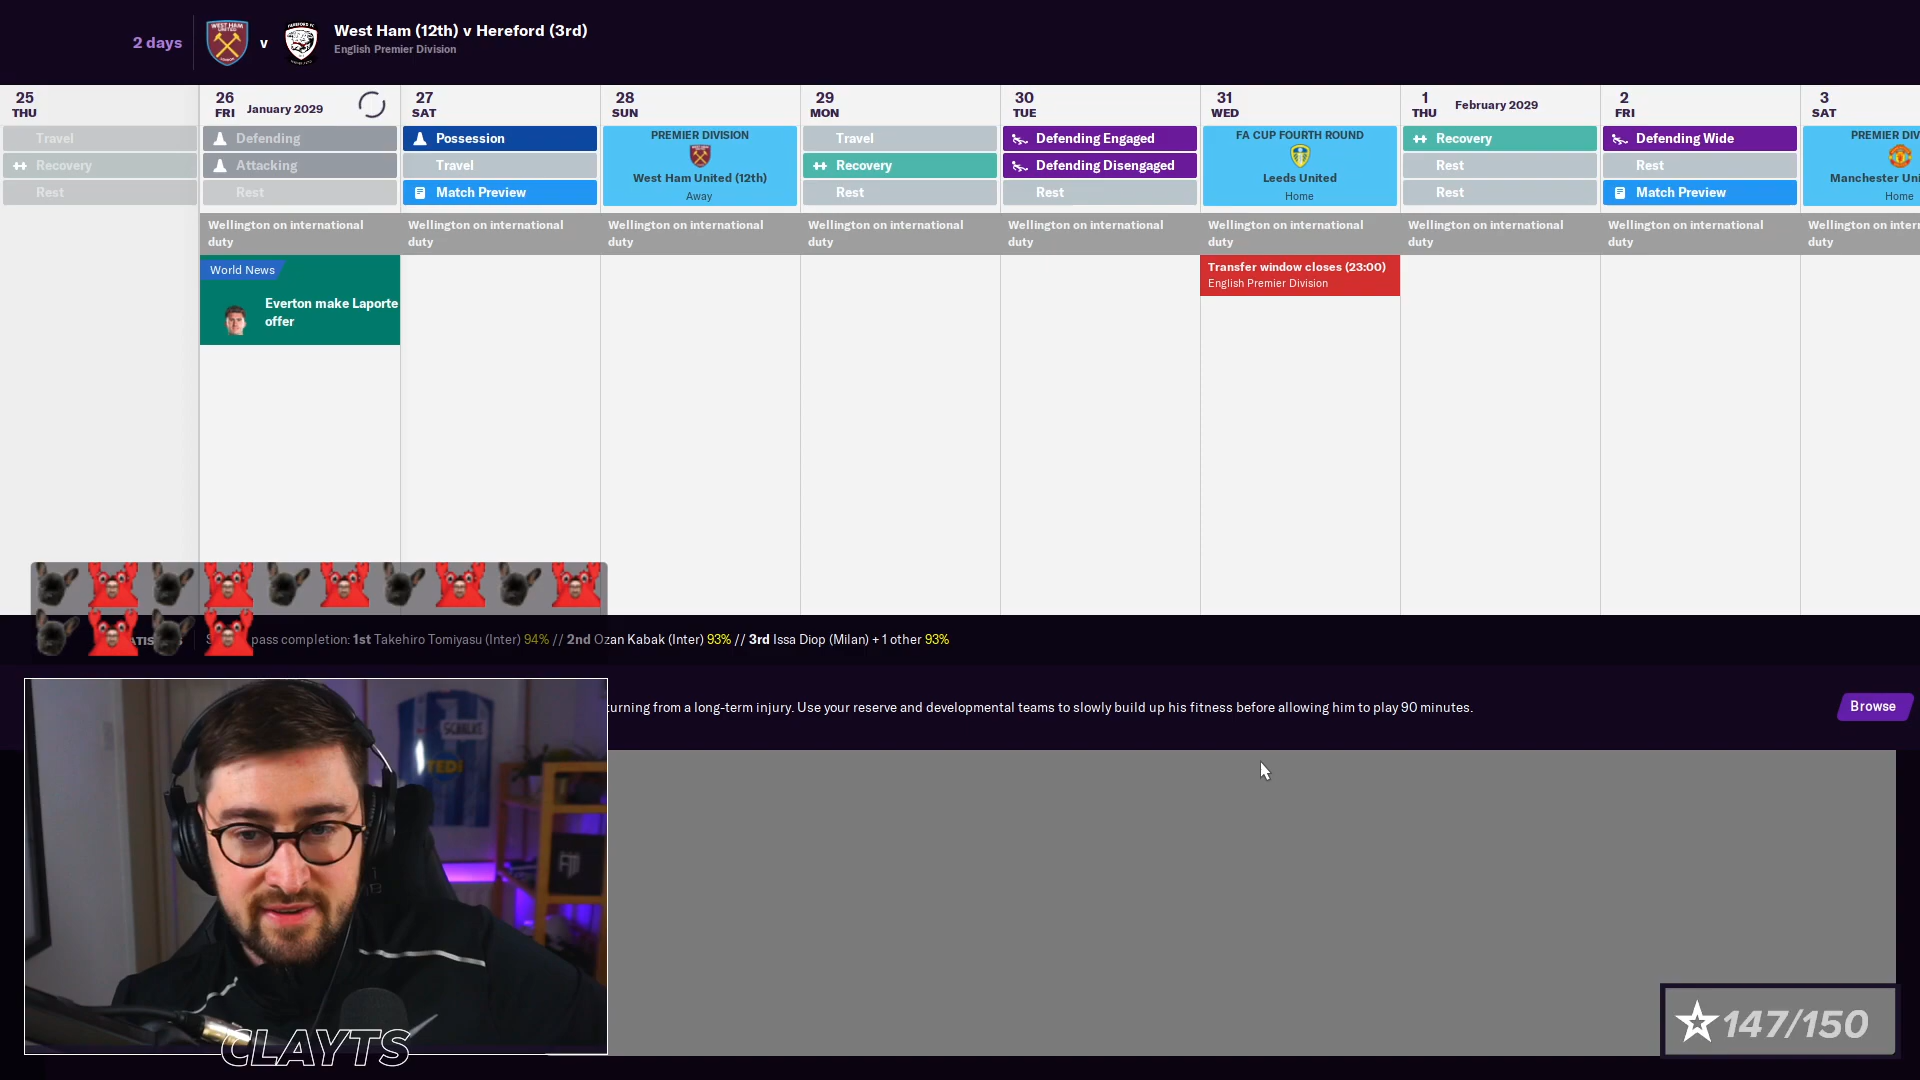 2 days
v
West Ham (12th) v Hereford (3rd)
English Premier Division
25
THU
26
FRI
January 2029
27
SAT
28
SUN
29
MON
30
TUE
31
WED
1
THU
February 2029
2
FRI
3
SAT
Travel
Recovery
Rest
Defending
Attacking
Rest
Possession
Travel
Match Preview
PREMIER DIVISION
West Ham United (12th)
Away
Travel
Recovery
Rest
Defending Engaged
Defending Disengaged
Rest
FA CUP FOURTH ROUND
Leeds United
Home
Recovery
Rest
Rest
Defending Wide
Rest
Match Preview
PREMIER DIV
Manchester Uni
Home
Wellington on international
duty
Wellington on international
duty
Wellington on international
duty
Wellington on international
duty
Wellington on international
duty
Wellington on international
duty
Wellington on international
duty
Wellington on international
duty
Wellington on intern
duty
World News
Everton make Laporte
offer
Transfer window closes (23:00)
English Premier Division
pass completion: 1st Takehiro Tomiyasu (Inter) 94% // 2nd Ozan Kabak (Inter) 93% // 3rd Issa Diop (Milan) + 1 other 93%
turning from a long-term injury. Use your reserve and developmental teams to slowly build up his fitness before allowing him to play 90 minutes.
Browse
SCHALKE
TEDI
CLAYTS
147/150